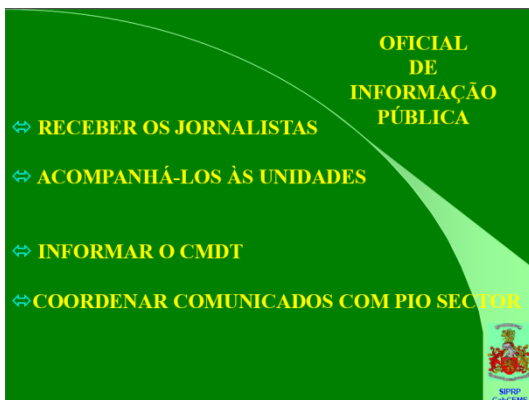 OFICIAL
DE
INFORMAÇÃO
PÚBLICA
⇔ RECEBER OS JORNALISTAS
⇔ ACOMPANHÁ-LOS ÀS UNIDADES
⇔ INFORMAR O CMDT
⇔COORDENAR COMUNICADOS COM PIO SECTOR
SIPRP
GabCEME